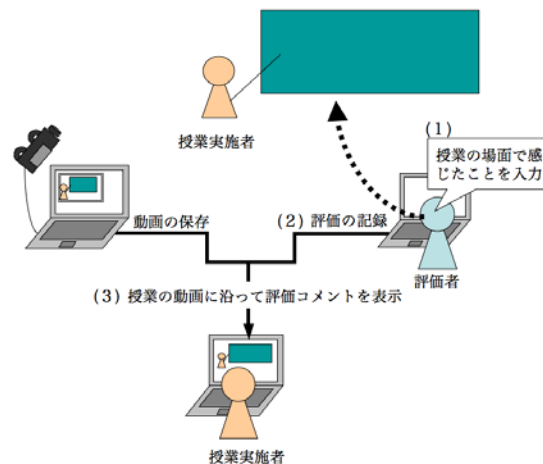 授業実施者
(1)
授業の場面で感
じたことを入力
動画の保存
(2) 評価の記録
評価者
(3) 授業の動画に沿って評価コメントを表示
授業実施者